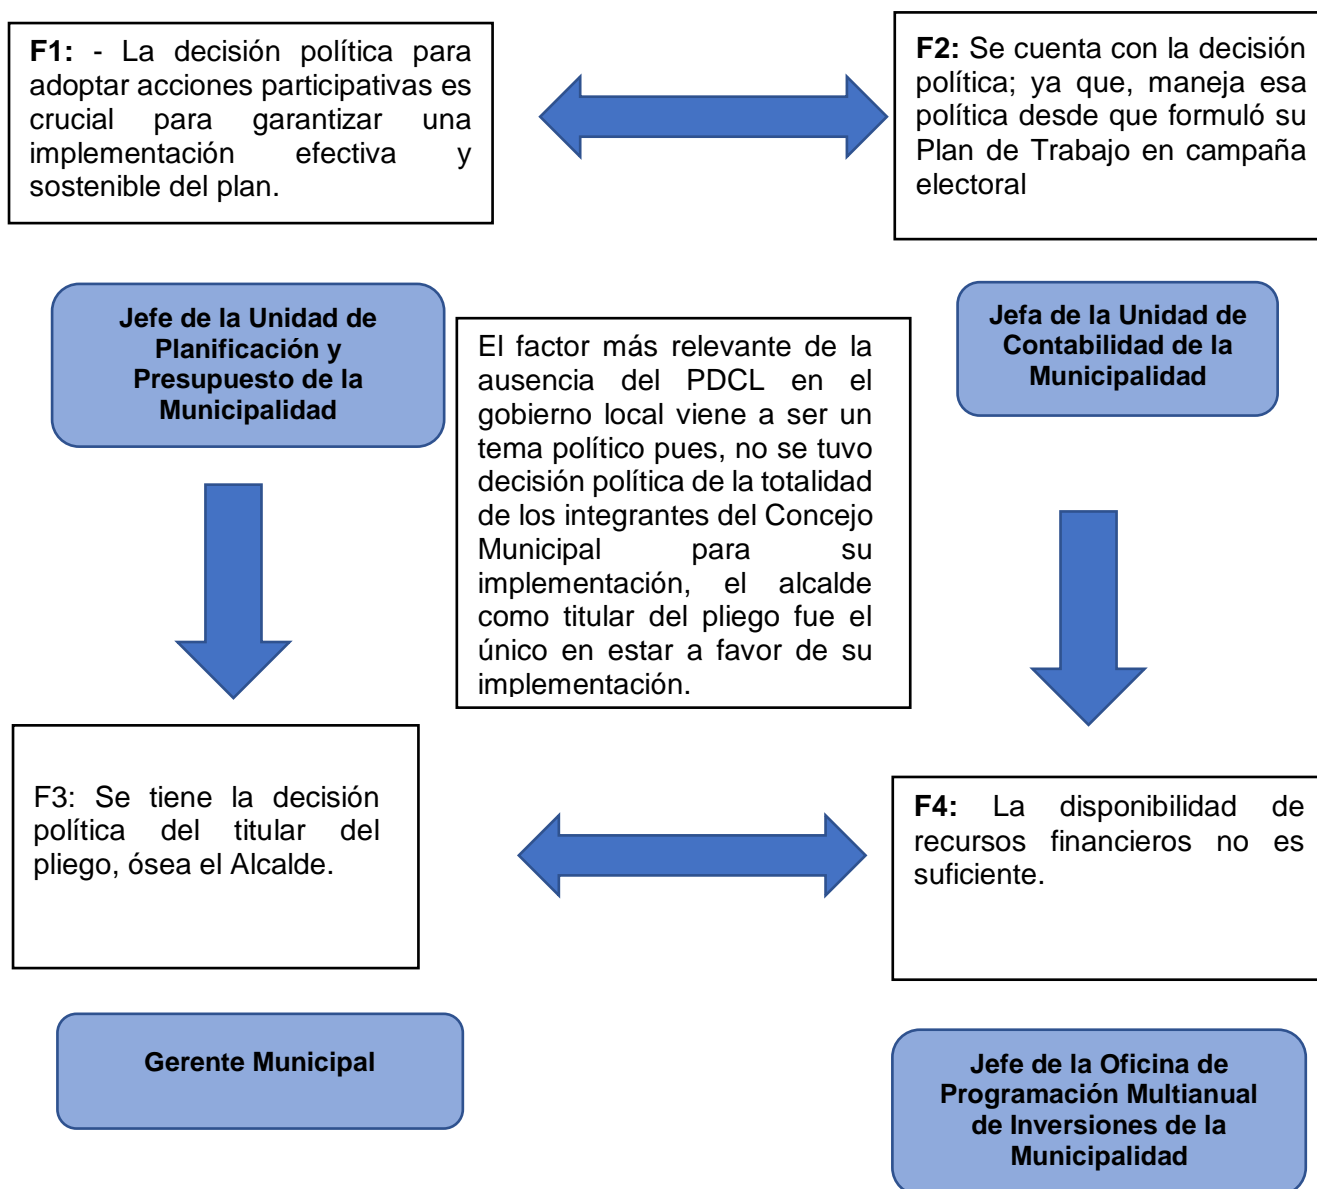 F1: - La decisión política para
adoptar acciones participativas es
crucial para garantizar una
implementación efectiva y
sostenible del plan.
F2: Se cuenta con la decisión
política; ya que, maneja esa
política desde que formuló su
Plan de Trabajo en campaña
electoral
Jefe de la Unidad de
Planificación y
Presupuesto de la
Municipalidad
El factor más relevante de la
ausencia del PDCL en el
gobierno local viene a ser un
tema político pues, no se tuvo
decisión política de la totalidad
de los integrantes del Concejo
Municipal para su
implementación, el alcalde
como titular del pliego fue el
único en estar a favor de su
implementación.
Jefa de la Unidad de
Contabilidad de la
Municipalidad
F3: Se tiene la decisión
política del titular del
pliego, ósea el Alcalde.
F4: La disponibilidad de
recursos financieros no es
suficiente.
Gerente Municipal
Jefe de la Oficina de
Programación Multianual
de Inversiones de la
Municipalidad